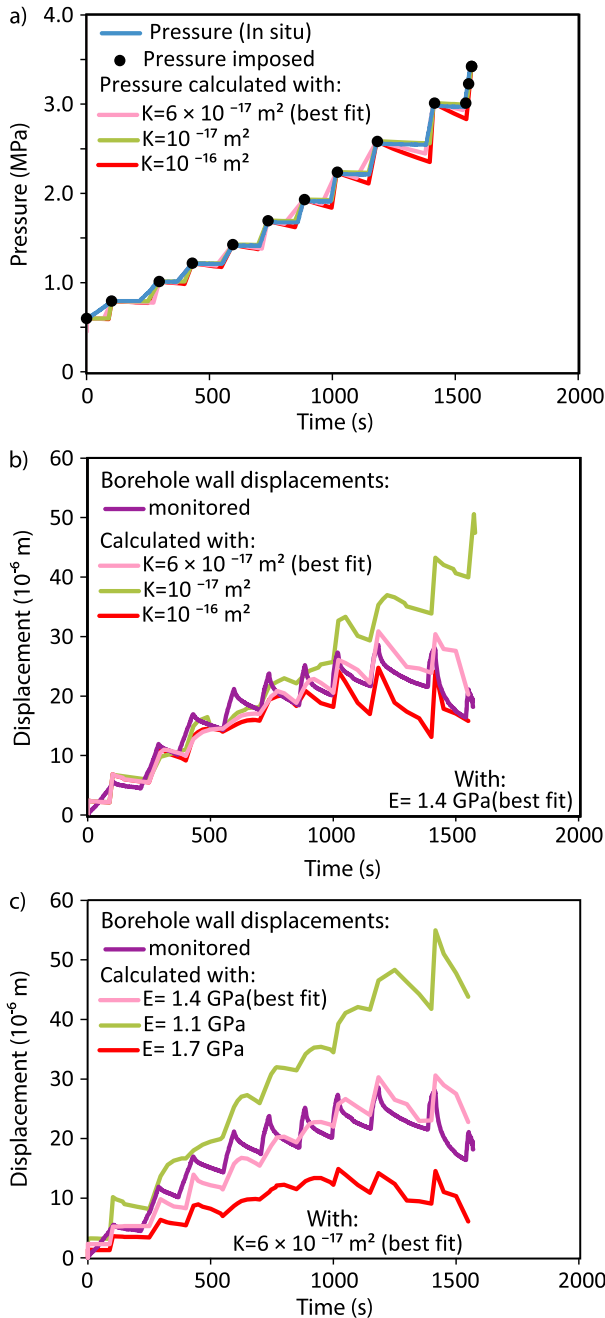 a)
Pressure (In situ)
Pressure imposed
Pressure calculated with:
K=6 × 10 ⁻¹⁷ m² (best fit)
K=10 ⁻¹⁷ m²
K=10 ⁻¹⁶ m²
Pressure (MPa)
4.0
3.0
2.0
1.0
0
0 500 1000 1500 2000
Time (s)
b)
Borehole wall displacements:
monitored
Calculated with:
K=6 × 10 ⁻¹⁷ m² (best fit)
K=10 ⁻¹⁷ m²
K=10 ⁻¹⁶ m²
With:
E= 1.4 GPa(best fit)
Displacement (10⁻⁶ m)
60
50
40
30
20
10
0
0 500 1000 1500 2000
Time (s)
c)
Borehole wall displacements:
monitored
Calculated with:
E= 1.4 GPa(best fit)
E= 1.1 GPa
E= 1.7 GPa
With:
K=6 × 10 ⁻¹⁷ m² (best fit)
Displacement (10⁻⁶ m)
60
50
40
30
20
10
0
0 500 1000 1500 2000
Time (s)